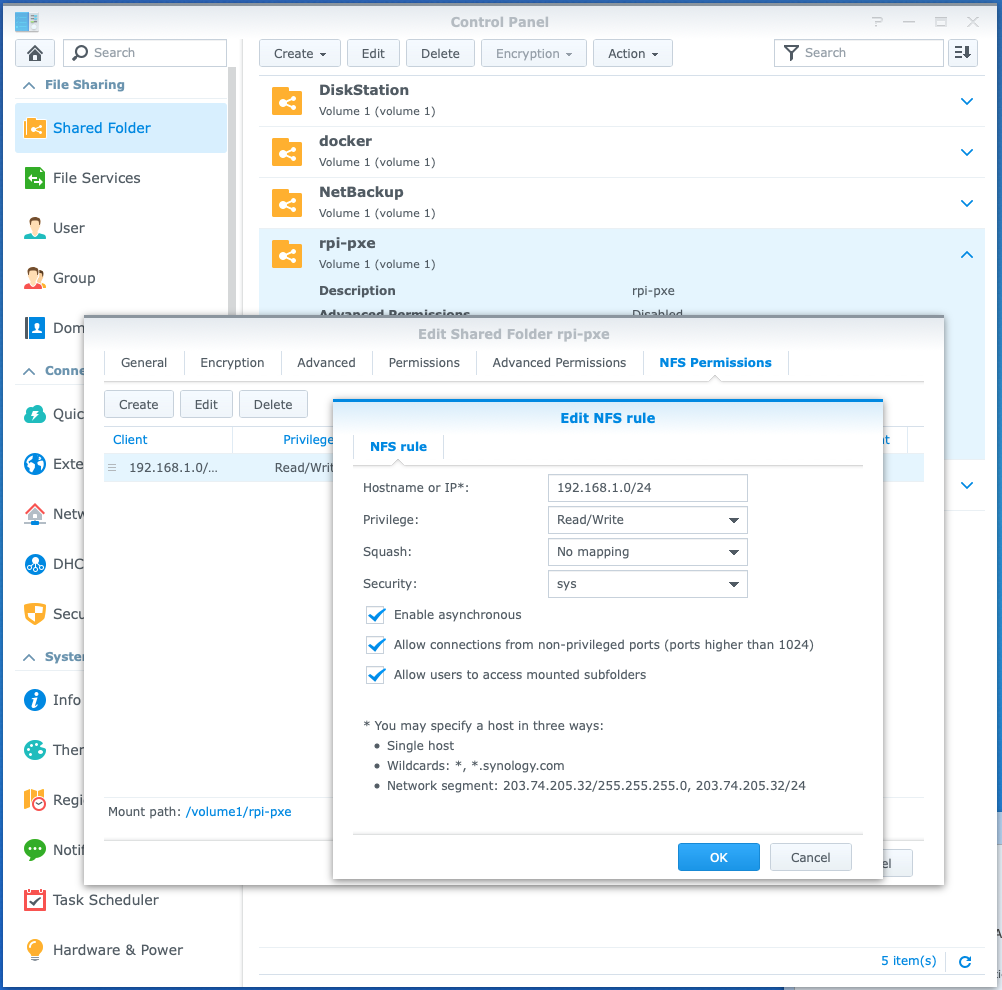 Control Panel
Search
Create
Edit
Delete
Encryption
Action
Search
File Sharing
Shared Folder
File Services
User
Group
DiskStation
Volume 1 (volume 1)
docker
Volume 1 (volume 1)
NetBackup
Volume 1 (volume 1)
rpi-pxe
Volume 1 (volume 1)
Description
rpi-pxe
Advanced Permissions
Disabled
Dom
Conne
Quic
Exte
Netw
DHC
Secu
System
Info
Ther
Regi
Notif
Task Scheduler
Hardware & Power
Edit Shared Folder rpi-pxe
General
Encryption
Advanced
Permissions
Advanced Permissions
NFS Permissions
Create
Edit
Delete
Client
Privilege
192.168.1.0/...
Read/Writ
Mount path: /volume1/rpi-pxe
Edit NFS rule
NFS rule
Hostname or IP*:
192.168.1.0/24
Privilege:
Read/Write
Squash:
No mapping
Security:
sys
Enable asynchronous
Allow connections from non-privileged ports (ports higher than 1024)
Allow users to access mounted subfolders
* You may specify a host in three ways:
• Single host
• Wildcards: *, *.synology.com
• Network segment: 203.74.205.32/255.255.255.0, 203.74.205.32/24
OK
Cancel
el
5 item(s)